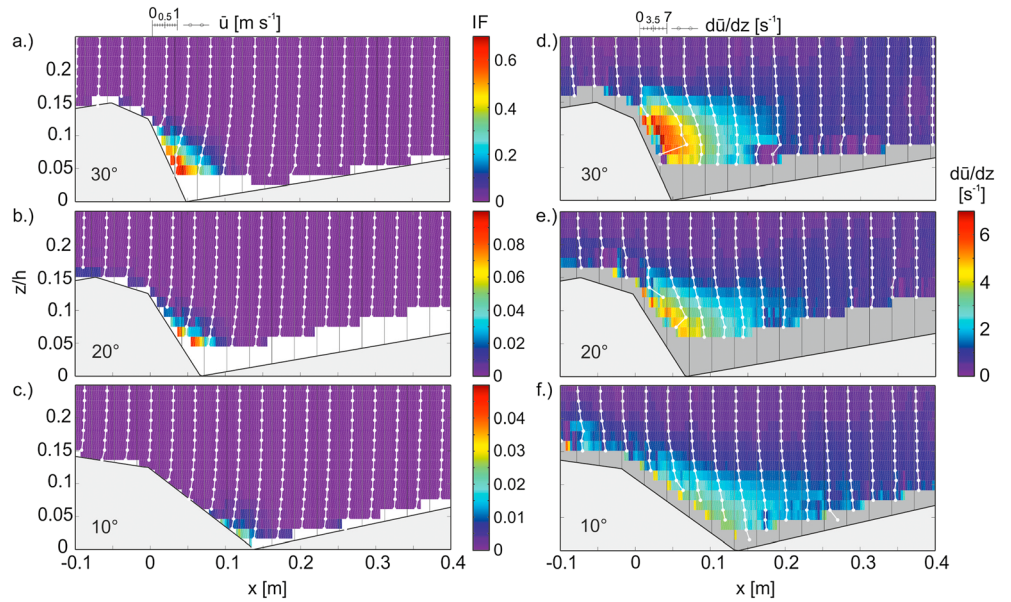 0 0.5 1 ū [m s⁻¹]
0 3.5 7 dū/dz [s⁻¹]
a.)
IF
d.)
0.2
0.15
0.1
0.05
0
30°
0.6
0.4
0.2
0
30°
b.)
e.)
dū/dz
[s⁻¹]
z/h
0.2
0.15
0.1
0.05
0
20°
0.08
0.06
0.04
0.02
0
20°
6
4
2
0
c.)
f.)
0.2
0.15
0.1
0.05
0
10°
0.04
0.03
0.02
0.01
0
10°
-0.1 0 0.1 0.2 0.3 0.4
-0.1 0 0.1 0.2 0.3 0.4
x [m]
x [m]